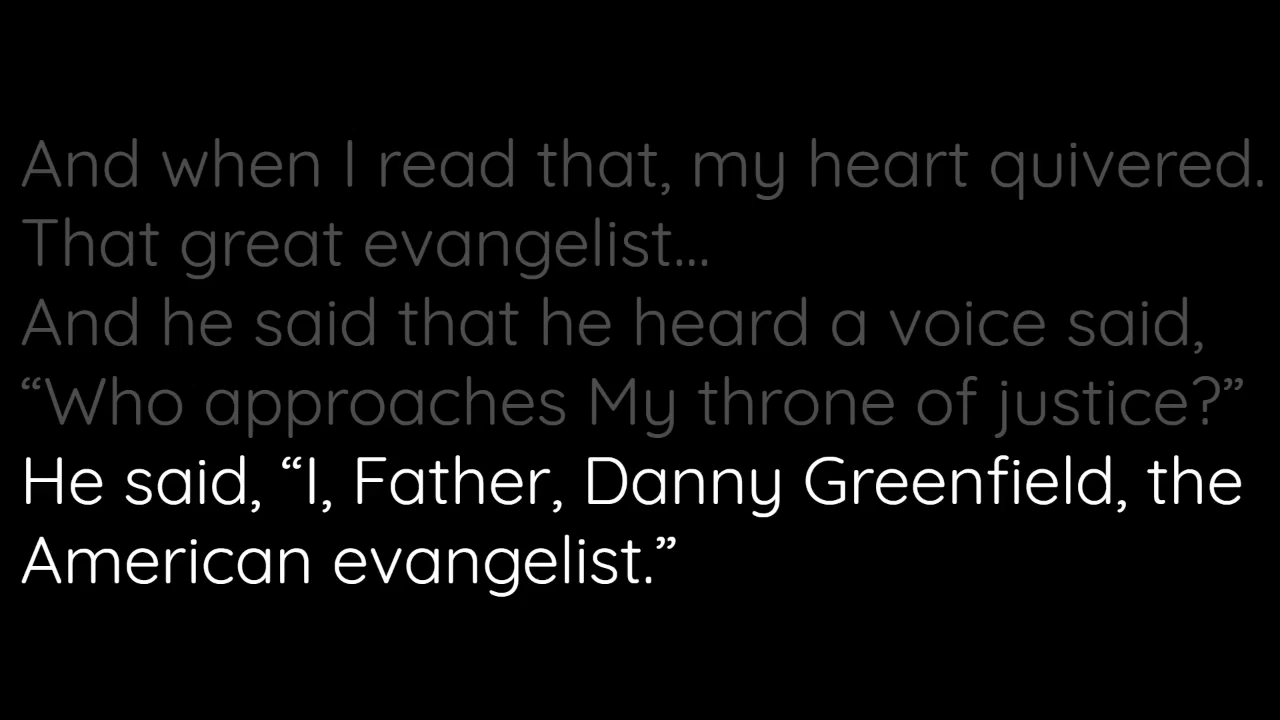 And when I read that, my heart quivered.
That great evangelist...
And he said that he heard a voice said,
“Who approaches My throne of justice?”
He said, “I, Father, Danny Greenfield, the
American evangelist.”